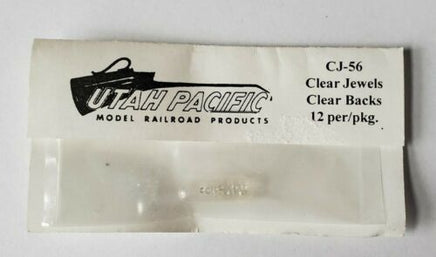 UTAH PACIFIC
MODEL RAILROAD PRODUCTS
CJ-56
Clear Jewels
Clear Backs
12 per/pkg.